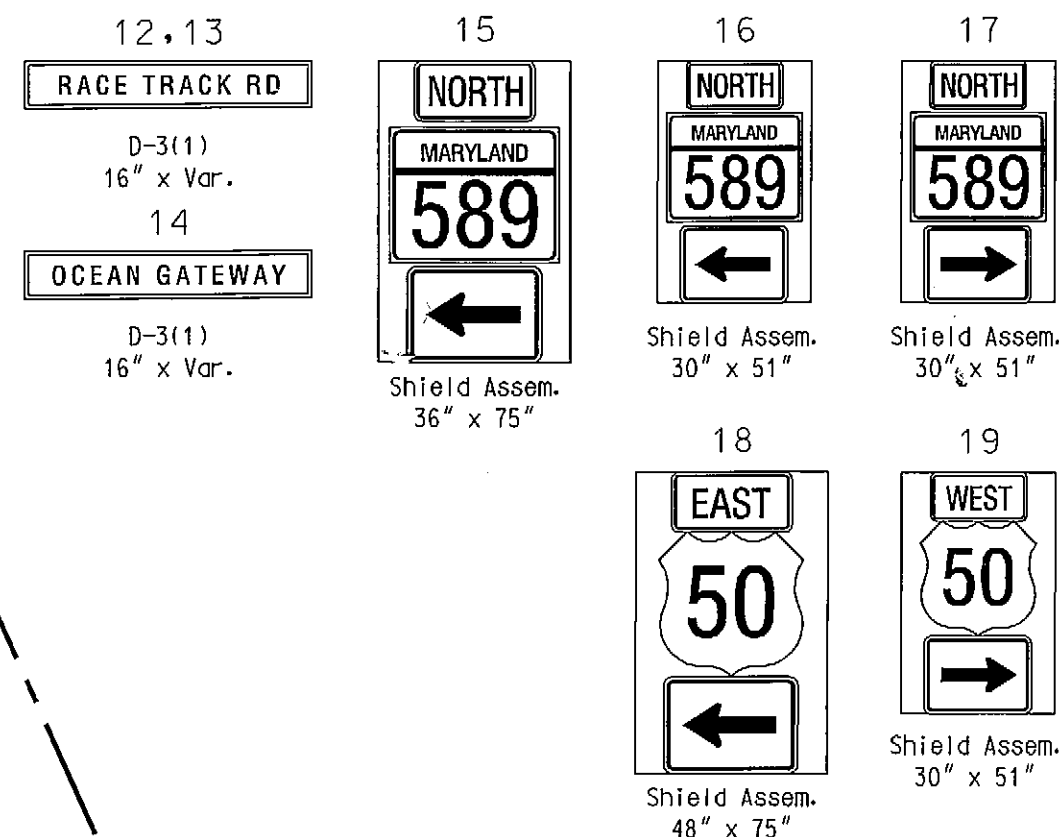 12,13
RACE TRACK RD
D-3(1)
16" x Var.
14
OCEAN GATEWAY
D-3(1)
16" x Var.
15
NORTH
MARYLAND
589
Shield Assem.
36" x 75"
16
NORTH
MARYLAND
589
Shield Assem.
30" x 51"
17
NORTH
MARYLAND
589
Shield Assem.
30" x 51"
18
EAST
50
Shield Assem.
48" x 75"
19
WEST
50
Shield Assem.
30" x 51"